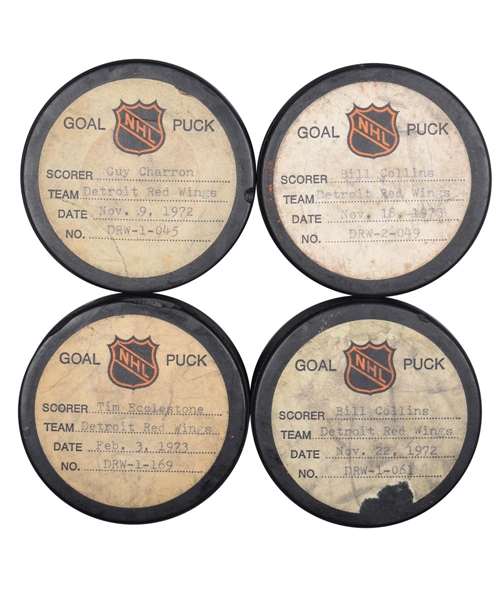 GOAL NHL PUCK
SCORER Guy Charron
TEAM Detroit Red Wings
DATE Nov. 9, 1972
NO. DRW-1-045
GOAL NHL PUCK
SCORER Bill Collins
TEAM Detroit Red Wings
DATE Nov. 18, 1973
NO. DRW-2-049
GOAL NHL PUCK
SCORER Tim Ecclestone
TEAM Detroit Red Wings
DATE Feb. 3, 1973
NO. DRW-1-169
GOAL NHL PUCK
SCORER Bill Collins
TEAM Detroit Red Wings
DATE Nov. 22, 1972
NO. DRW-1-061